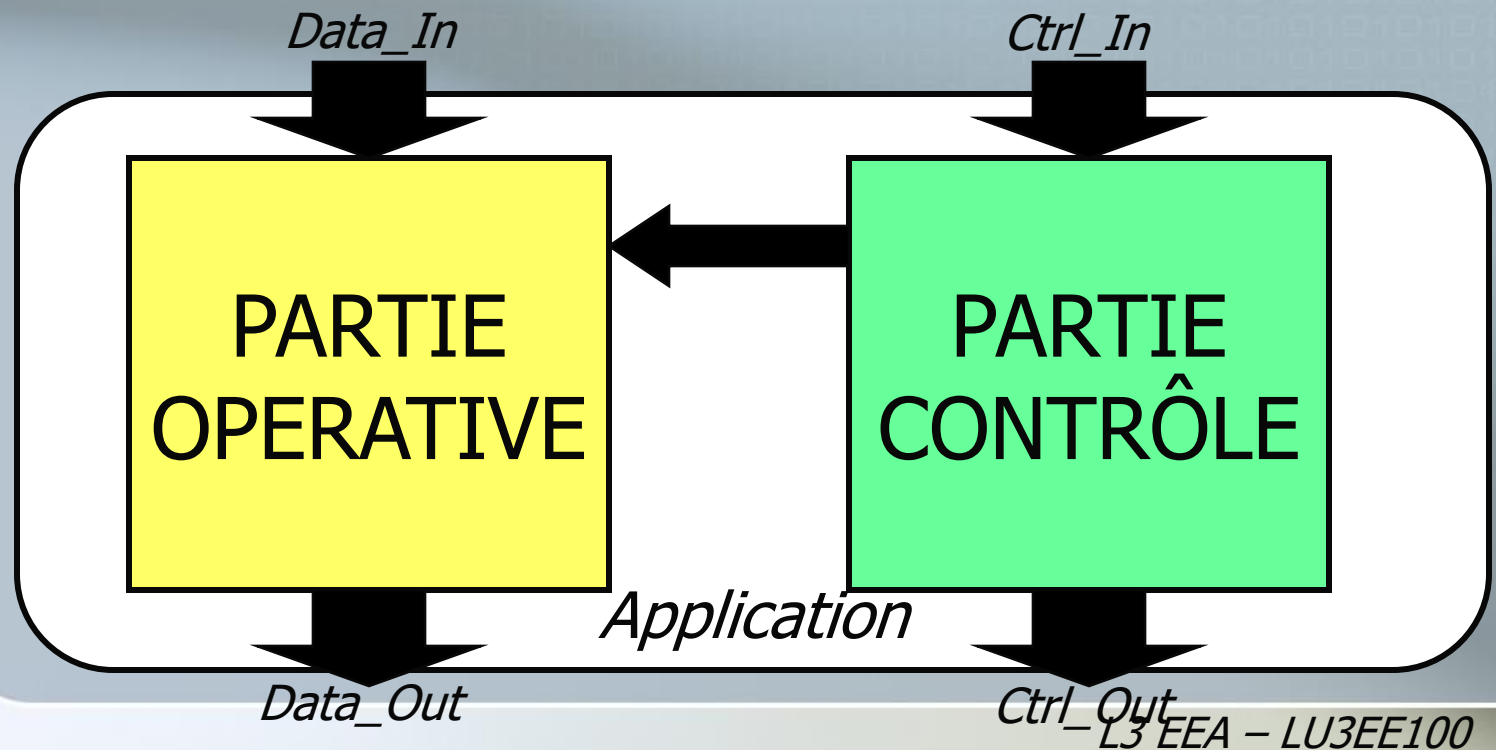 Data_In
Ctrl_In
PARTIE
OPERATIVE
PARTIE
CONTRÔLE
Application
Data_Out
Ctrl_Out
L3 EEA – LU3EE100